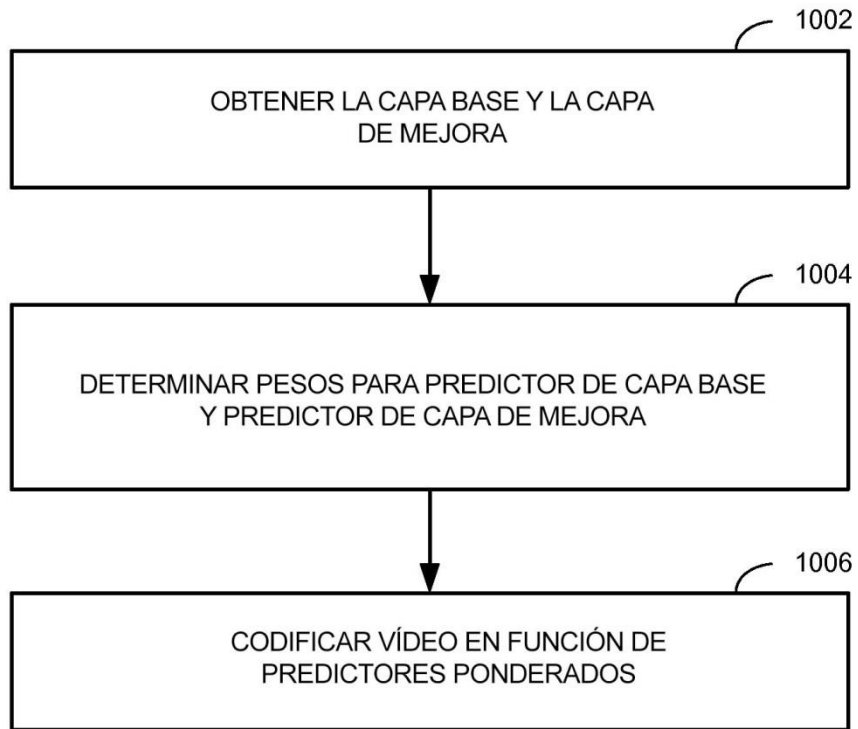 1002
OBTENER LA CAPA BASE Y LA CAPA
DE MEJORA
1004
DETERMINAR PESOS PARA PREDICTOR DE CAPA BASE
Y PREDICTOR DE CAPA DE MEJORA
1006
CODIFICAR VÍDEO EN FUNCIÓN DE
PREDICTORES PONDERADOS